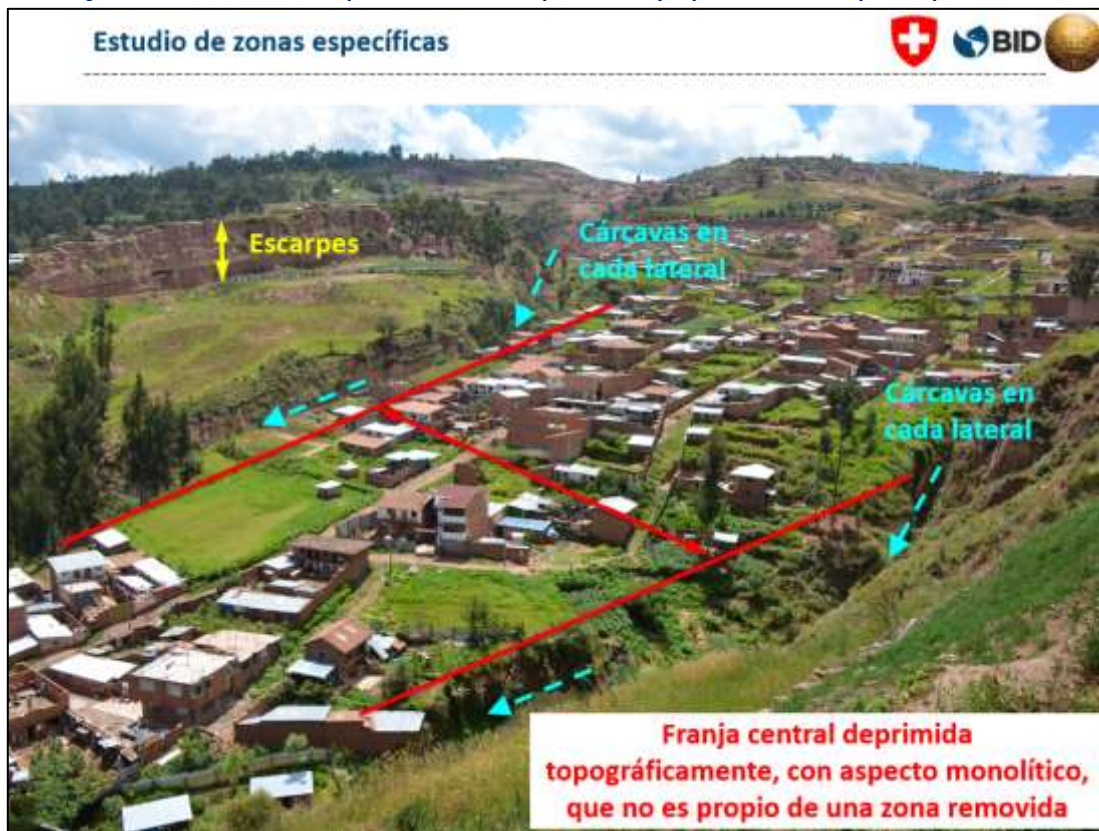 Estudio de zonas específicas
BID
Escarpes
Cárcavas en
cada lateral
Cárcavas en
cada lateral
Franja central deprimida
topográficamente, con aspecto monolítico,
que no es propio de una zona removida